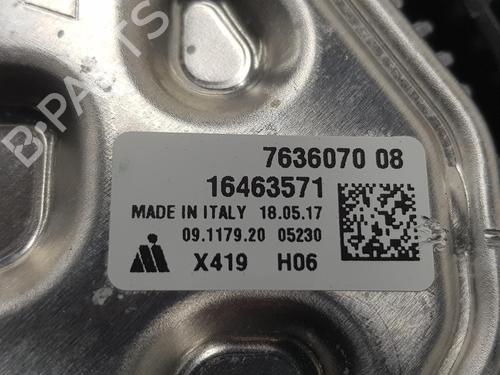 B-PARTS
7636070 08
16463571
MADE IN ITALY 18.05.17
09.1179.20 05230
X419 H06